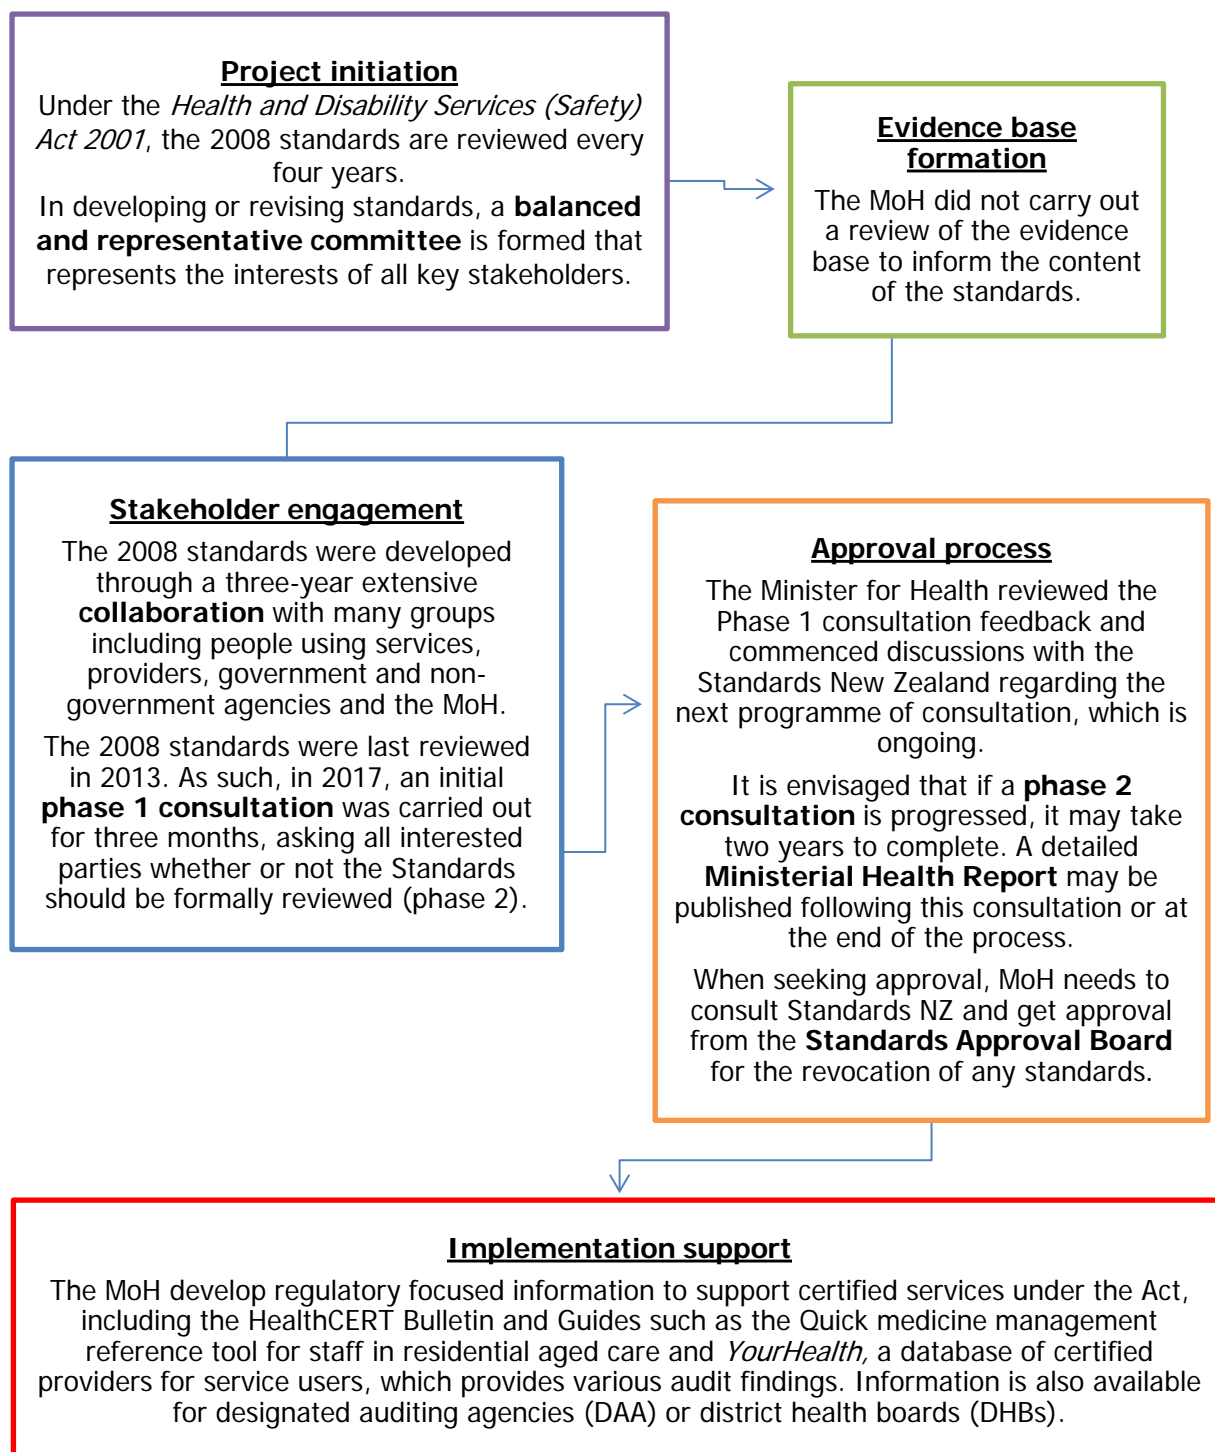 Project initiation
Under the Health and Disability Services (Safety)
Act 2001, the 2008 standards are reviewed every
four years.
In developing or revising standards, a balanced
and representative committee is formed that
represents the interests of all key stakeholders.
Evidence base
formation
The MoH did not carry out
a review of the evidence
base to inform the content
of the standards.
Stakeholder engagement
The 2008 standards were developed
through a three-year extensive
collaboration with many groups
including people using services,
providers, government and non-
government agencies and the MoH.
The 2008 standards were last reviewed
in 2013. As such, in 2017, an initial
phase 1 consultation was carried out
for three months, asking all interested
parties whether or not the Standards
should be formally reviewed (phase 2).
Approval process
The Minister for Health reviewed the
Phase 1 consultation feedback and
commenced discussions with the
Standards New Zealand regarding the
next programme of consultation, which is
ongoing.
It is envisaged that if a phase 2
consultation is progressed, it may take
two years to complete. A detailed
Ministerial Health Report may be
published following this consultation or at
the end of the process.
When seeking approval, MoH needs to
consult Standards NZ and get approval
from the Standards Approval Board
for the revocation of any standards.
Implementation support
The MoH develop regulatory focused information to support certified services under the Act,
including the HealthCERT Bulletin and Guides such as the Quick medicine management
reference tool for staff in residential aged care and YourHealth, a database of certified
providers for service users, which provides various audit findings. Information is also available
for designated auditing agencies (DAA) or district health boards (DHBs).